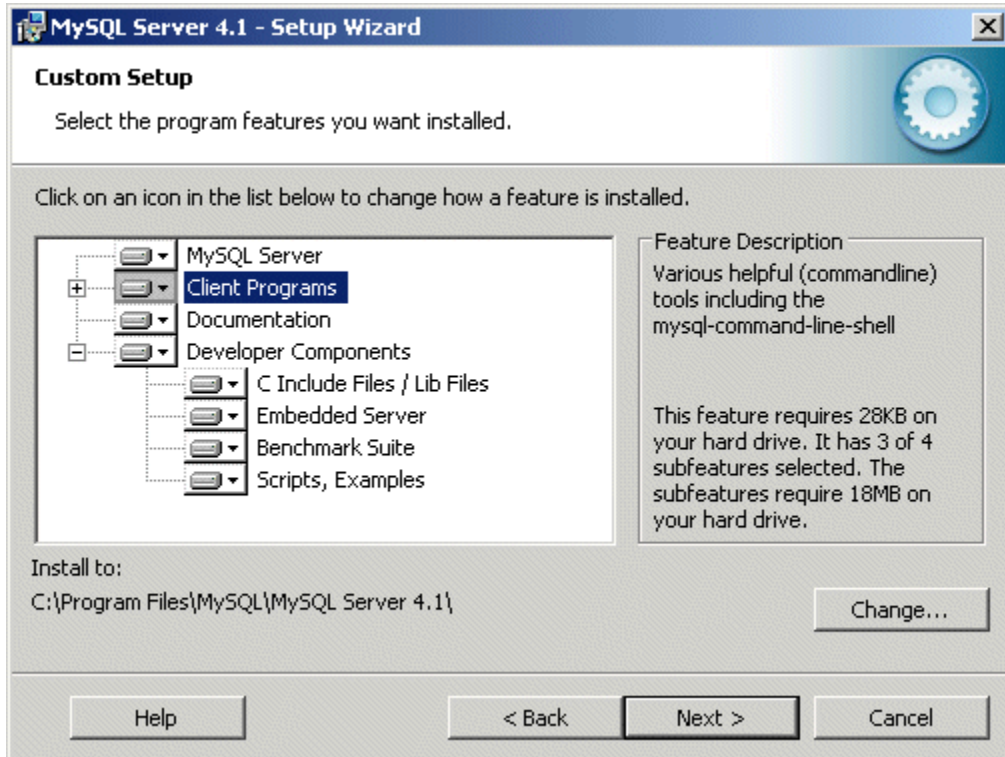 MySQL Server 4.1 - Setup Wizard
Custom Setup
Select the program features you want installed.
Click on an icon in the list below to change how a feature is installed.
MySQL Server
Client Programs
Documentation
Developer Components
C Include Files / Lib Files
Embedded Server
Benchmark Suite
Scripts, Examples
Feature Description
Various helpful (commandline)
tools including the
mysql-command-line-shell
This feature requires 28KB on
your hard drive. It has 3 of 4
subfeatures selected. The
subfeatures require 18MB on
your hard drive.
Install to:
C:\Program Files\MySQL\MySQL Server 4.1\
Change...
Help
< Back
Next >
Cancel